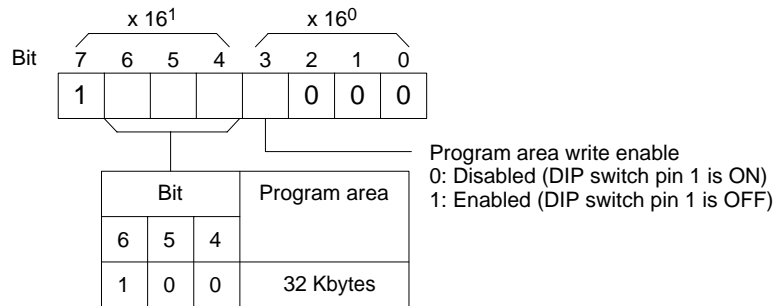 x 16¹ x 16⁰
Bit 7 6 5 4 3 2 1 0
1 0 0 0
Program area write enable
0: Disabled (DIP switch pin 1 is ON)
1: Enabled (DIP switch pin 1 is OFF)
Bit Program area
6 5 4
1 0 0 32 Kbytes